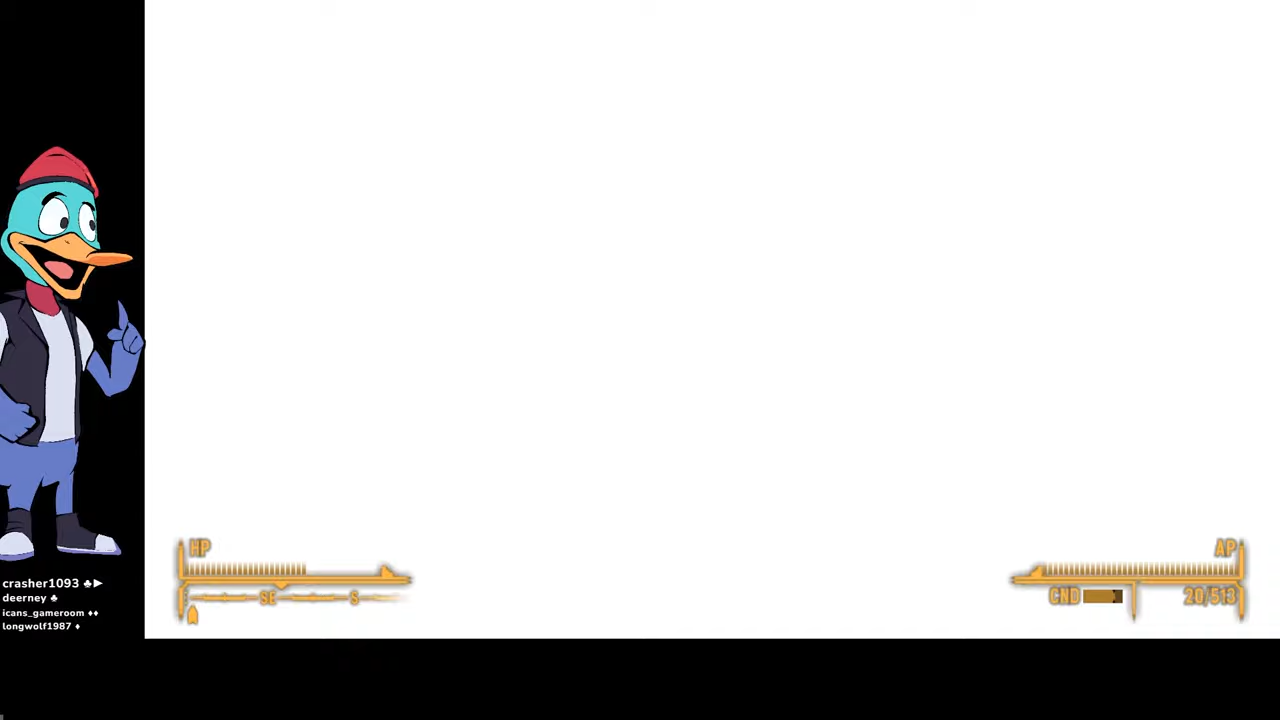 crasher1093 ♣▶
deerney ♣
icans_gameroom ♦♦
longwolf1987 ♦
HP
SE S
AP
CND 20/513